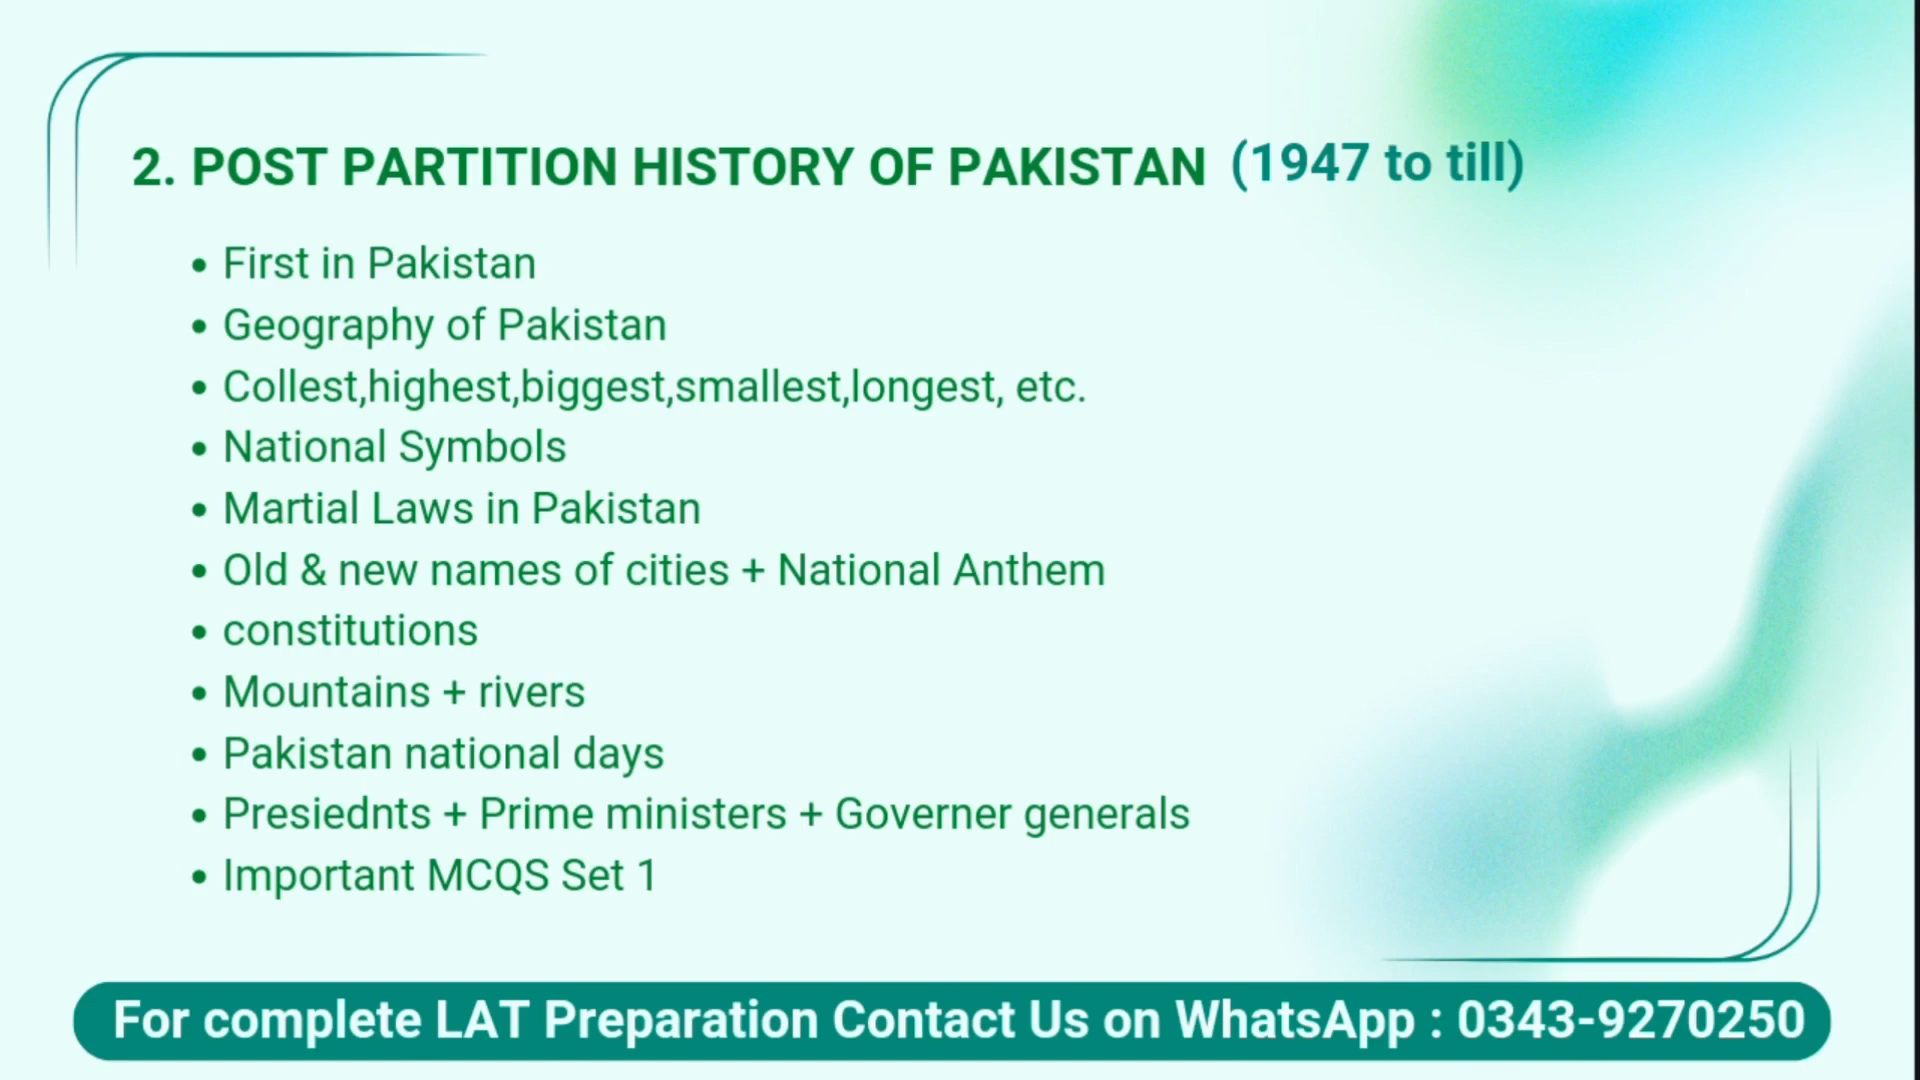 2. POST PARTITION HISTORY OF PAKISTAN (1947 to till)
• First in Pakistan
• Geography of Pakistan
• Collest,highest,biggest,smallest,longest, etc.
• National Symbols
• Martial Laws in Pakistan
• Old & new names of cities + National Anthem
• constitutions
• Mountains + rivers
• Pakistan national days
• Presiednts + Prime ministers + Governer generals
• Important MCQS Set 1
For complete LAT Preparation Contact Us on WhatsApp : 0343-9270250